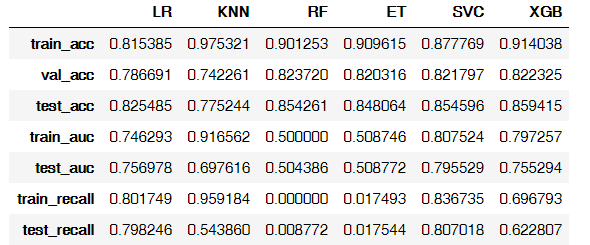 LR KNN RF ET SVC XGB
train_acc 0.815385 0.975321 0.901253 0.909615 0.877769 0.914038
val_acc 0.786691 0.742261 0.823720 0.820316 0.821797 0.822325
test_acc 0.825485 0.775244 0.854261 0.848064 0.854596 0.859415
train_auc 0.746293 0.916562 0.500000 0.508746 0.807524 0.797257
test_auc 0.756978 0.697616 0.504386 0.508772 0.795529 0.755294
train_recall 0.801749 0.959184 0.000000 0.017493 0.836735 0.696793
test_recall 0.798246 0.543860 0.008772 0.017544 0.807018 0.622807